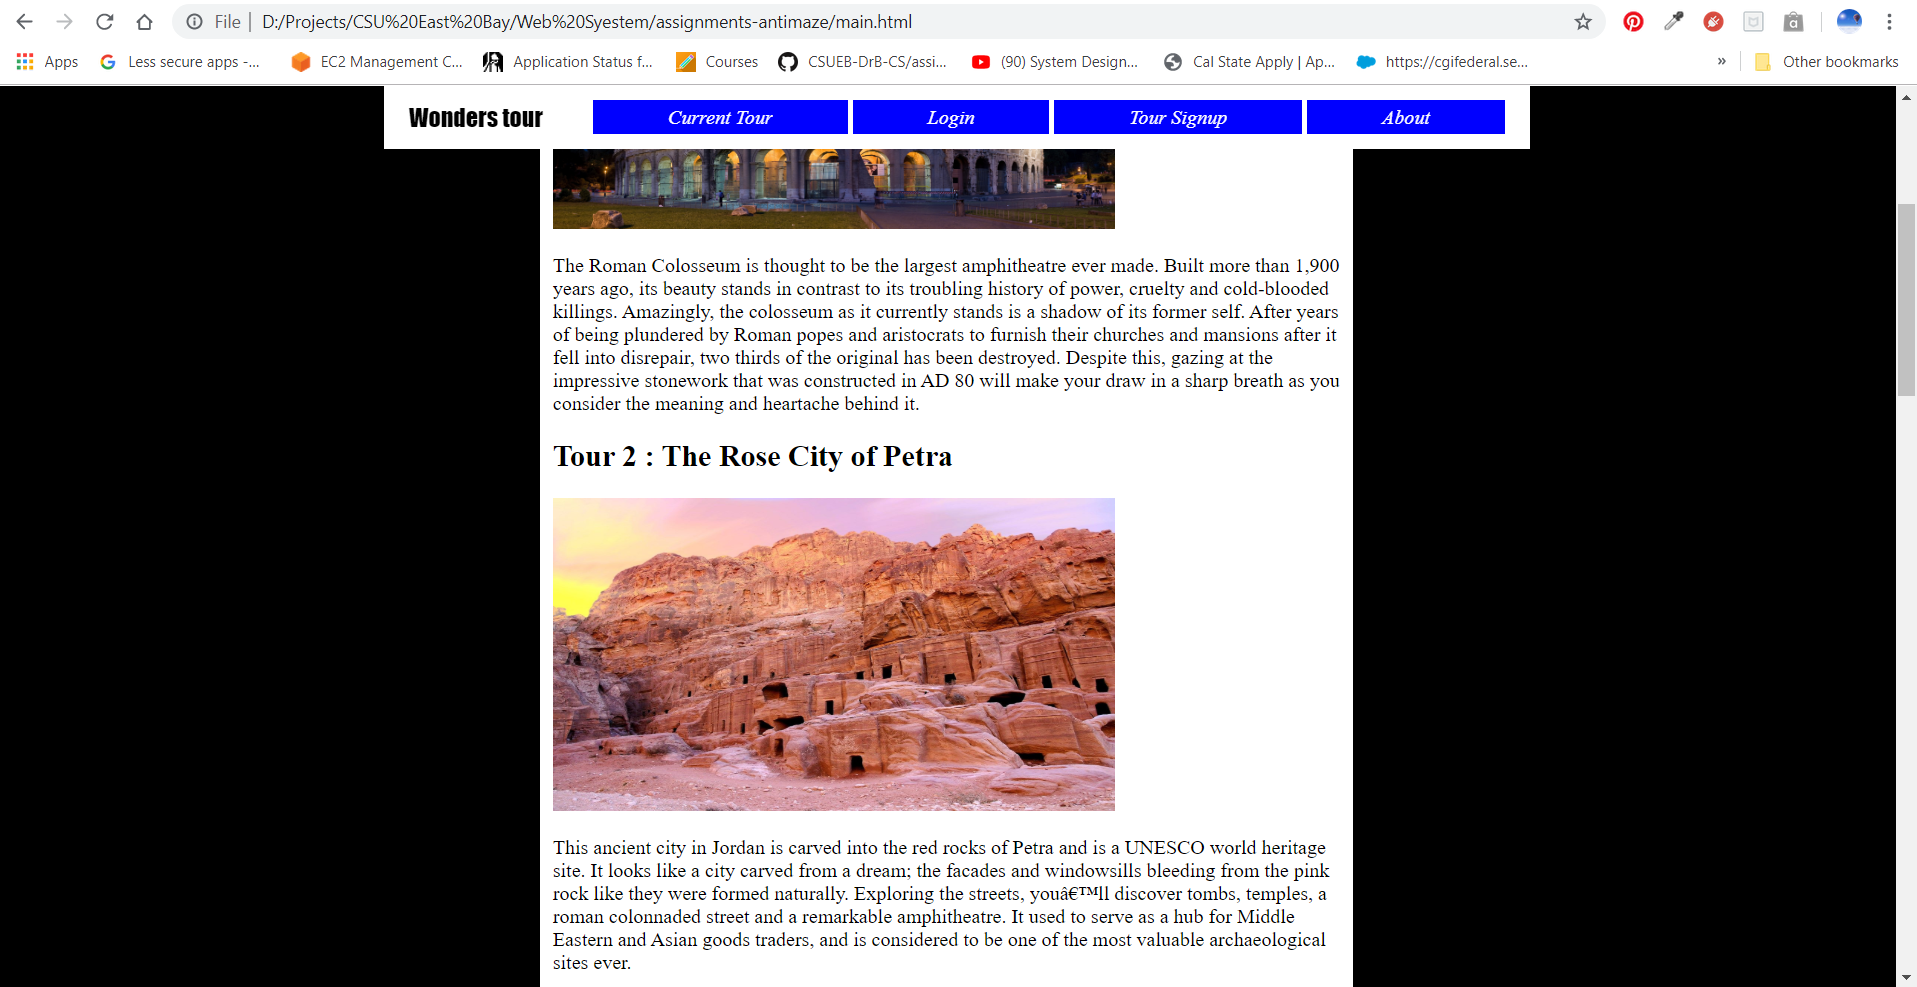 File | D:/Projects/CSU%20East%20Bay/Web%20Syestem/assignments-antimaze/main.html
Apps Less secure apps -... EC2 Management C... Application Status f... Courses CSUEB-DrB-CS/assi... (90) System Design... Cal State Apply | Ap... https://cgifederal.se... » Other bookmarks
Wonders tour Current Tour Login Tour Signup About
The Roman Colosseum is thought to be the largest amphitheatre ever made. Built more than 1,900
years ago, its beauty stands in contrast to its troubling history of power, cruelty and cold-blooded
killings. Amazingly, the colosseum as it currently stands is a shadow of its former self. After years
of being plundered by Roman popes and aristocrats to furnish their churches and mansions after it
fell into disrepair, two thirds of the original has been destroyed. Despite this, gazing at the
impressive stonework that was constructed in AD 80 will make your draw in a sharp breath as you
consider the meaning and heartache behind it.
Tour 2 : The Rose City of Petra
This ancient city in Jordan is carved into the red rocks of Petra and is a UNESCO world heritage
site. It looks like a city carved from a dream; the facades and windowsills bleeding from the pink
rock like they were formed naturally. Exploring the streets, youâ€™ll discover tombs, temples, a
roman colonnaded street and a remarkable amphitheatre. It used to serve as a hub for Middle
Eastern and Asian goods traders, and is considered to be one of the most valuable archaeological
sites ever.